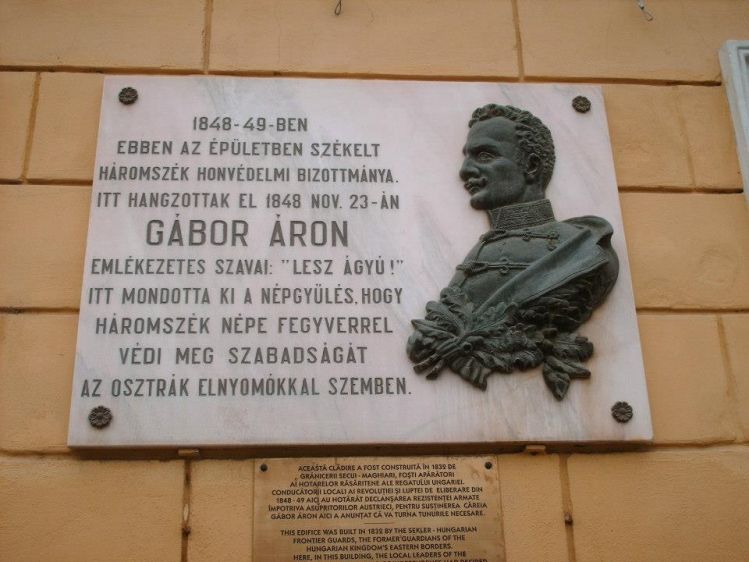 1848-49-BEN
EBBEN AZ ÉPÜLETBEN SZÉKELT
HÁROMSZÉK HONVÉDELMI BIZOTTMÁNYA.
ITT HANGZOTTAK EL 1848 NOV. 23-ÁN
GÁBOR ÁRON
EMLÉKEZETES SZAVAI: "LESZ ÁGYÚ!"
ITT MONDOTTA KI A NÉPGYÜLÉS, HOGY
HÁROMSZÉK NÉPE FEGYVERREL
VÉDI MEG SZABADSÁGÁT
AZ OSZTRÁK ELNYOMÓKKAL SZEMBEN.
ACEASTĂ CLĂDIRE A FOST CONSTRUITĂ ÎN 1832 DE
GRĂNICERII SECUI - MAGHIARI, FOȘTI APĂRĂTORI
AI HOTARELOR RĂSĂRITENE ALE REGATULUI UNGARIEI.
CONDUCĂTORII LOCALI AI REVOLUȚIEI ȘI LUPTEI DE ELIBERARE DIN
1848 - 49 AICI AU HOTĂRÂT DECLANȘAREA REZISTENȚEI ARMATE
ÎMPOTRIVA ASUPRITORILOR AUSTRIECI, PENTRU SUSȚINEREA CĂREIA
GÁBOR ÁRON AICI A ANUNȚAT CĂ VA TURNA TUNURILE NECESARE.
THIS EDIFICE WAS BUILT IN 1832 BY THE SEKLER - HUNGARIAN
FRONTIER GUARDS, THE FORMER GUARDIANS OF THE
HUNGARIAN KINGDOM'S EASTERN BORDERS.
HERE, IN THIS BUILDING, THE LOCAL LEADERS OF THE